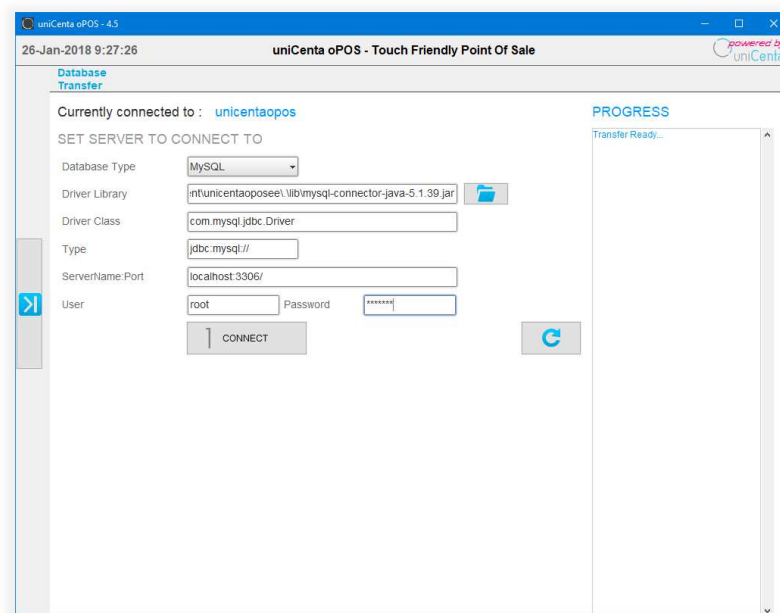 uniCenta oPOS - 4.5
26-Jan-2018 9:27:26
uniCenta oPOS - Touch Friendly Point Of Sale
powered by
uniCenta
Database
Transfer
Currently connected to : unicentaopos
PROGRESS
SET SERVER TO CONNECT TO
Transfer Ready...
Database Type MySQL
Driver Library ent\unicentaoposee\.\lib\mysql-connector-java-5.1.39.jar
Driver Class com.mysql.jdbc.Driver
Type jdbc:mysql://
ServerName:Port localhost:3306/
User root Password *******
1 CONNECT